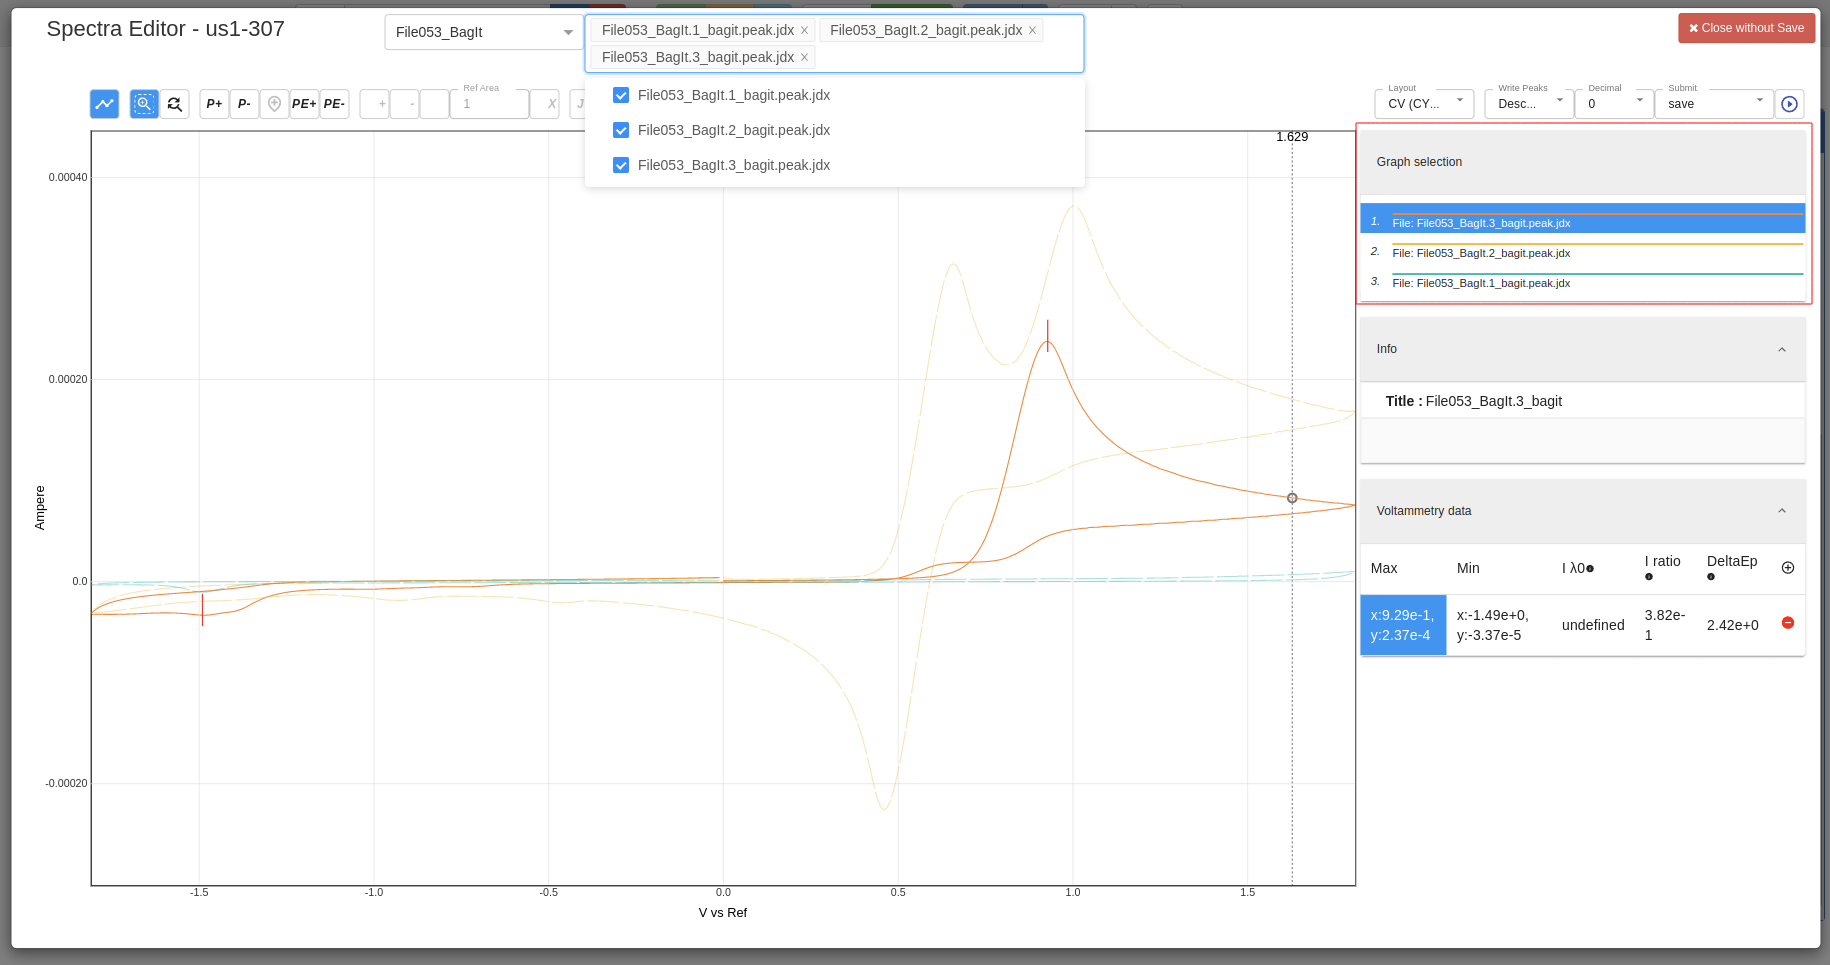 Spectra Editor - us1-307
File053_BagIt
File053_BagIt.1_bagit.peak.jdx
File053_BagIt.2_bagit.peak.jdx
File053_BagIt.3_bagit.peak.jdx
Close without Save
File053_BagIt.1_bagit.peak.jdx
File053_BagIt.2_bagit.peak.jdx
File053_BagIt.3_bagit.peak.jdx
P+ P- PE+ PE- + - Ref Area 1 X J
Layout CV (CY...
Write Peaks Desc...
Decimal 0
Submit save
1.629
0.00040
0.00020
0.0
-0.00020
Ampere
-1.5 -1.0 -0.5 0.0 0.5 1.0 1.5
V vs Ref
Graph selection
1. File: File053_BagIt.3_bagit.peak.jdx
2. File: File053_BagIt.2_bagit.peak.jdx
3. File: File053_BagIt.1_bagit.peak.jdx
Info
Title : File053_BagIt.3_bagit
Voltammetry data
Max Min I λ0 I ratio DeltaEp
x:9.29e-1, x:-1.49e+0, undefined 3.82e- 2.42e+0
y:2.37e-4 y:-3.37e-5 1